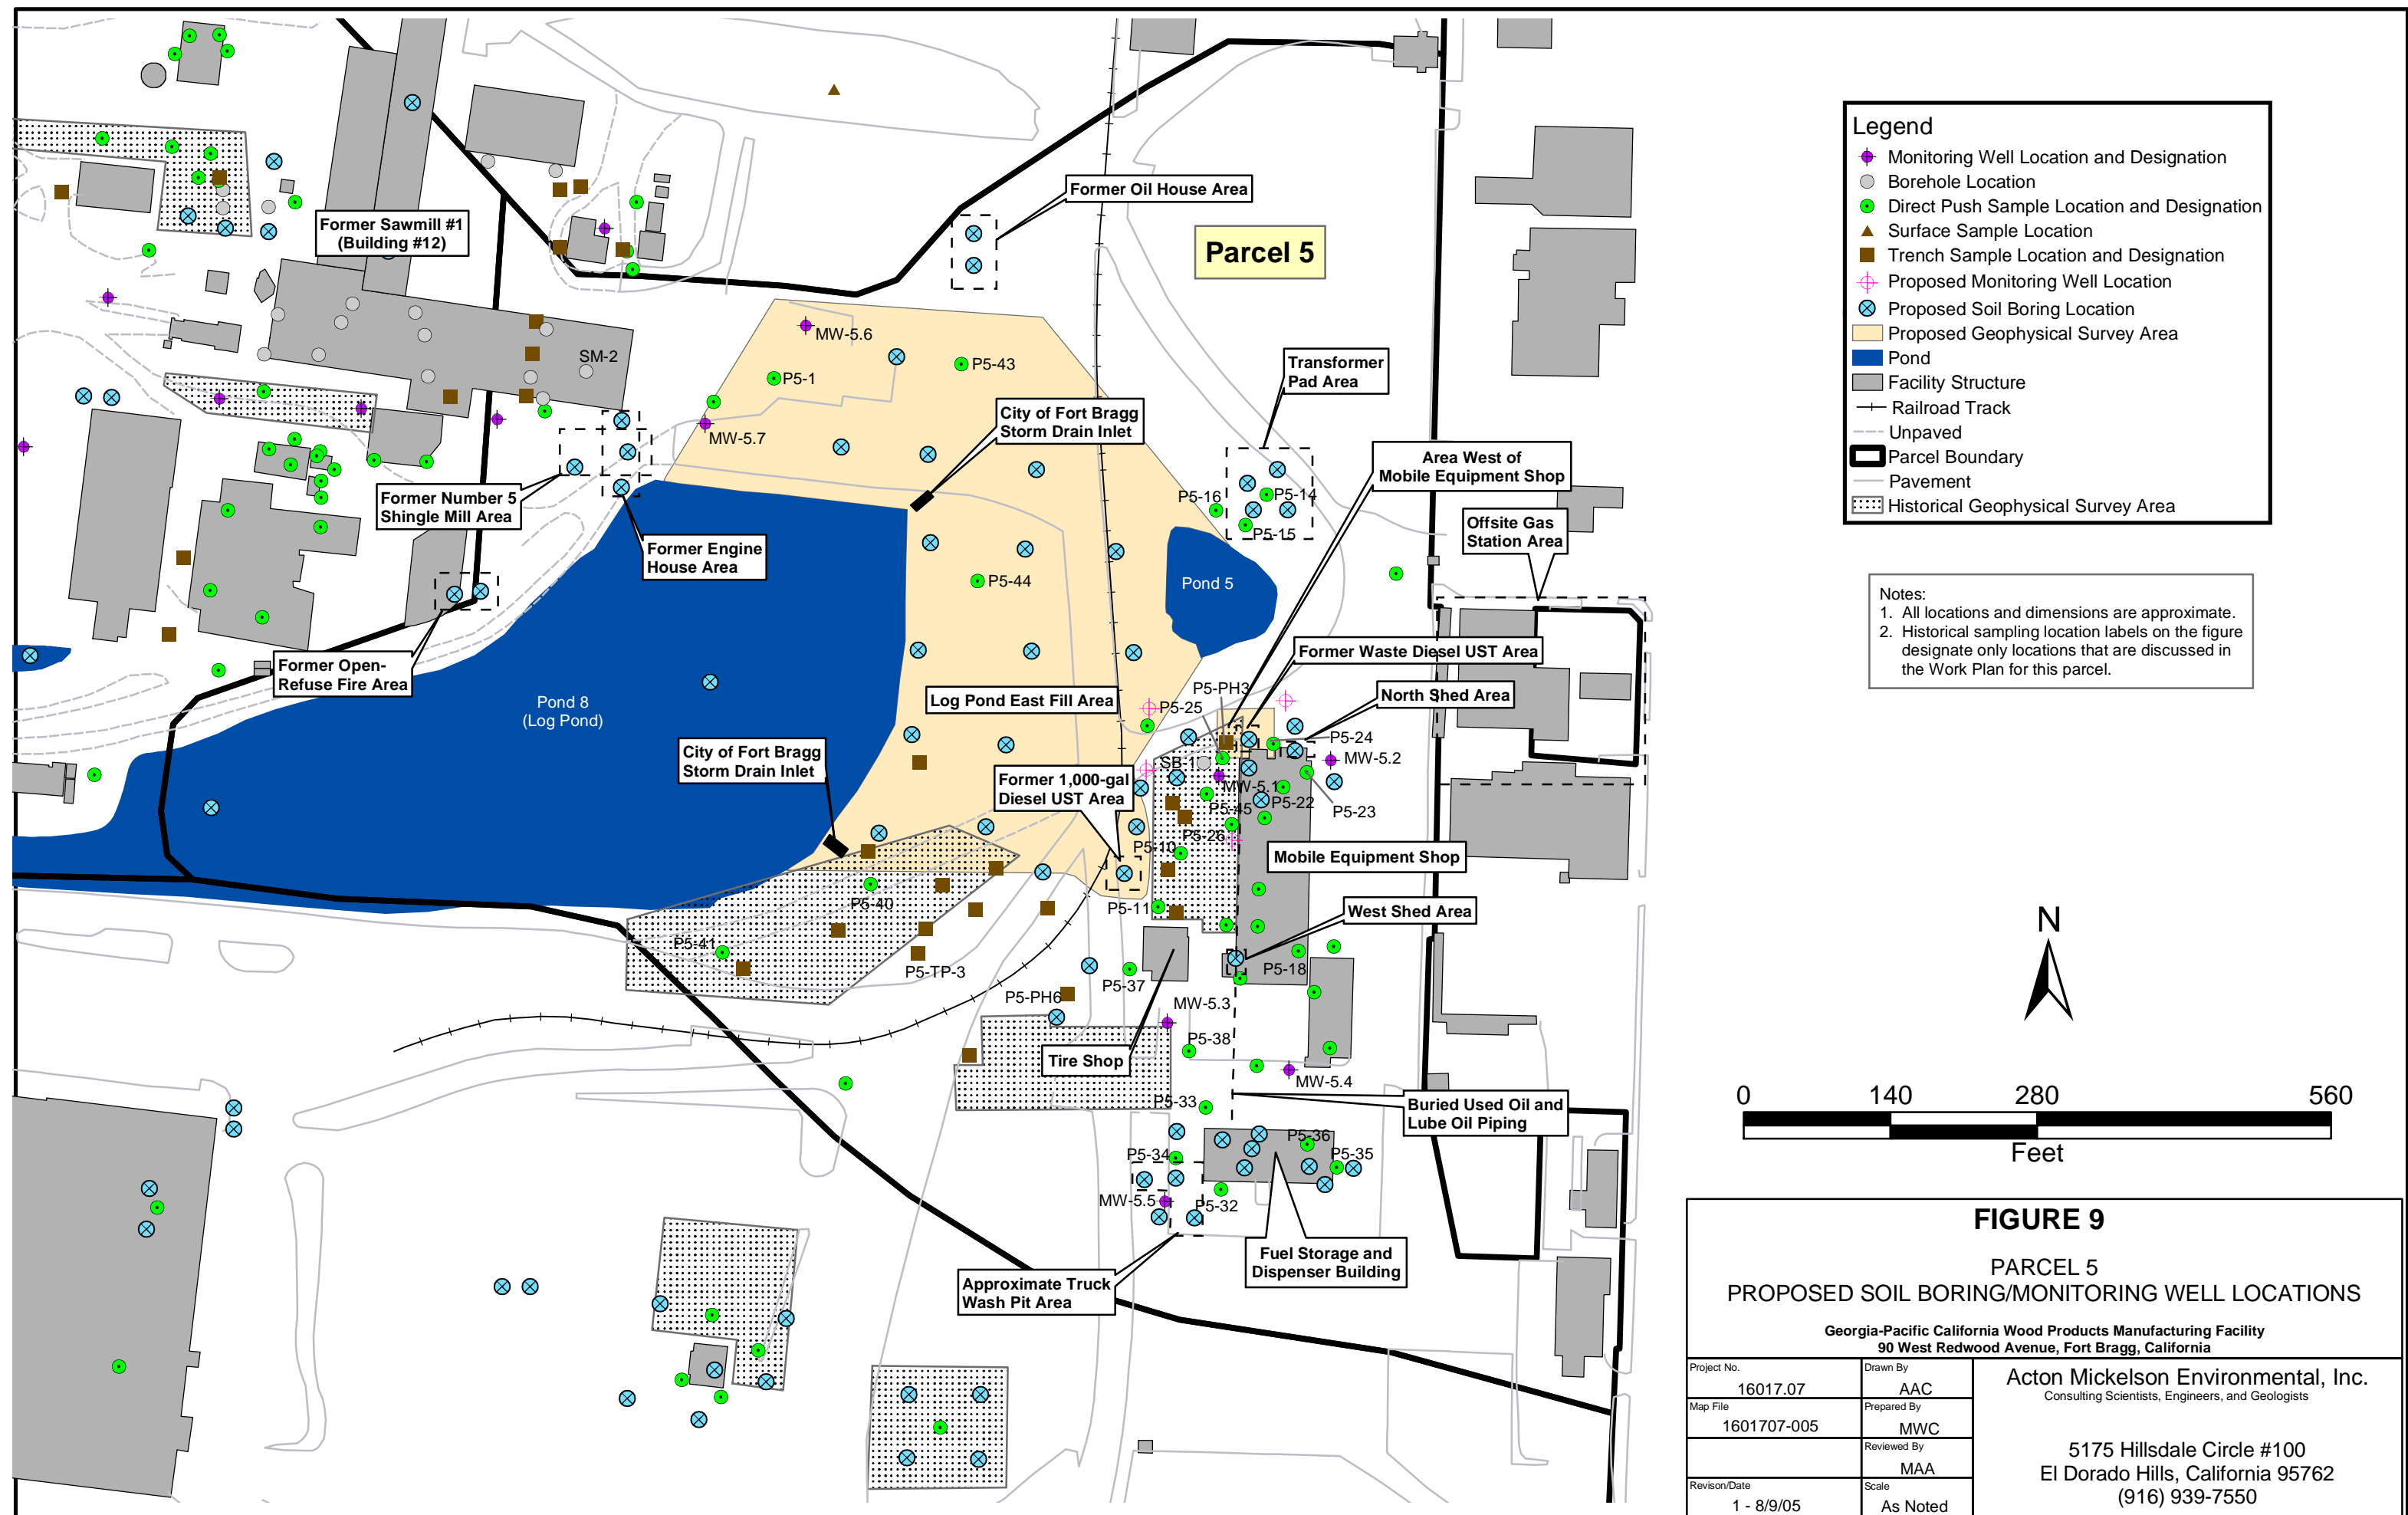 Former Oil House Area
Parcel 5
Former Sawmill #1
(Building #12)
MW-5.6
SM-2
P5-1
P5-43
Transformer
Pad Area
City of Fort Bragg
Storm Drain Inlet
MW-5.7
Area West of
Mobile Equipment Shop
Former Number 5
Shingle Mill Area
P5-16
P5-14
P5-15
Offsite Gas
Station Area
Former Engine
House Area
P5-44
Pond 5
Former Open-
Refuse Fire Area
Former Waste Diesel UST Area
Pond 8
(Log Pond)
Log Pond East Fill Area
P5-PH3
North Shed Area
P5-25
City of Fort Bragg
Storm Drain Inlet
P5-24
MW-5.2
SB-1
Former 1,000-gal
Diesel UST Area
MW-5.1
P5-45
P5-22
P5-23
P5-26
P5-10
Mobile Equipment Shop
P5-40
P5-11
West Shed Area
P5-41
P5-TP-3
P5-18
P5-37
P5-PH6
MW-5.3
P5-38
Tire Shop
MW-5.4
P5-33
Buried Used Oil and
Lube Oil Piping
P5-36
P5-34
P5-35
MW-5.5
P5-32
Fuel Storage and
Dispenser Building
Approximate Truck
Wash Pit Area
Legend
Monitoring Well Location and Designation
Borehole Location
Direct Push Sample Location and Designation
Surface Sample Location
Trench Sample Location and Designation
Proposed Monitoring Well Location
Proposed Soil Boring Location
Proposed Geophysical Survey Area
Pond
Facility Structure
Railroad Track
Unpaved
Parcel Boundary
Pavement
Historical Geophysical Survey Area
Notes:
1. All locations and dimensions are approximate.
2. Historical sampling location labels on the figure
designate only locations that are discussed in
the Work Plan for this parcel.
N
0 140 280 560
Feet
FIGURE 9
PARCEL 5
PROPOSED SOIL BORING/MONITORING WELL LOCATIONS
Georgia-Pacific California Wood Products Manufacturing Facility
90 West Redwood Avenue, Fort Bragg, California
Project No.
16017.07
Drawn By
AAC
Map File
1601707-005
Prepared By
MWC
Reviewed By
MAA
Revison/Date
1 - 8/9/05
Scale
As Noted
Acton Mickelson Environmental, Inc.
Consulting Scientists, Engineers, and Geologists
5175 Hillsdale Circle #100
El Dorado Hills, California 95762
(916) 939-7550